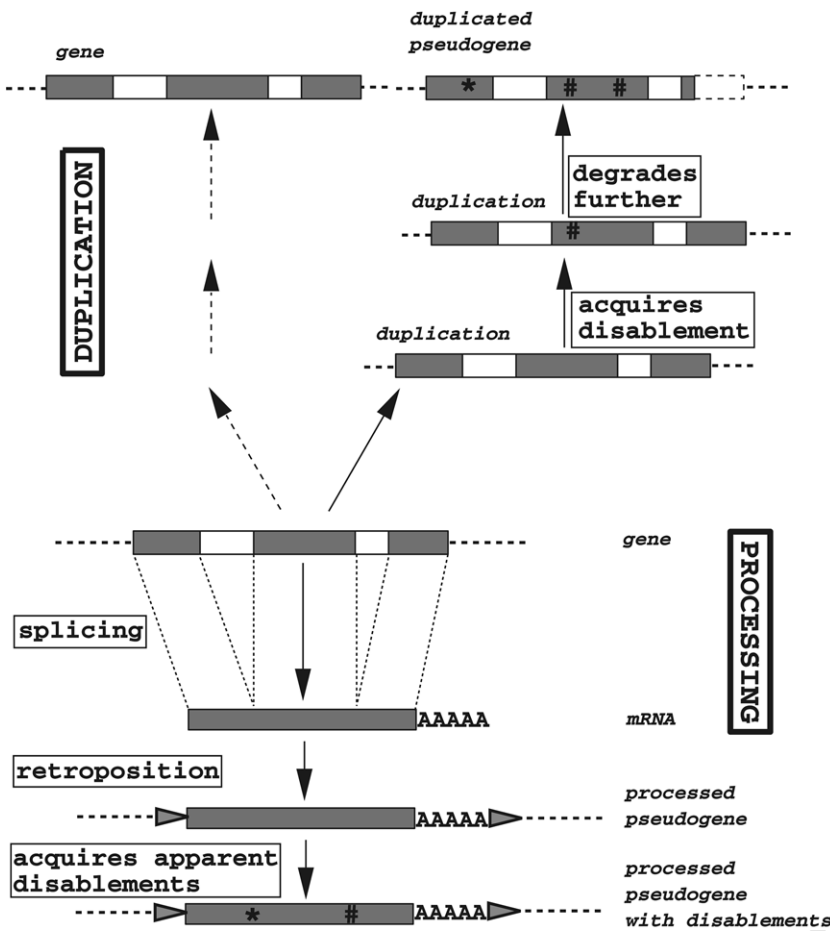 duplicated
pseudogene
gene
* # #
DUPLICATION
degrades
further
duplication
#
acquires
disablement
duplication
gene
PROCESSING
splicing
AAAAA
mRNA
retroposition
processed
pseudogene
AAAAA
acquires apparent
disablements
processed
pseudogene
with disablements
* # AAAAA